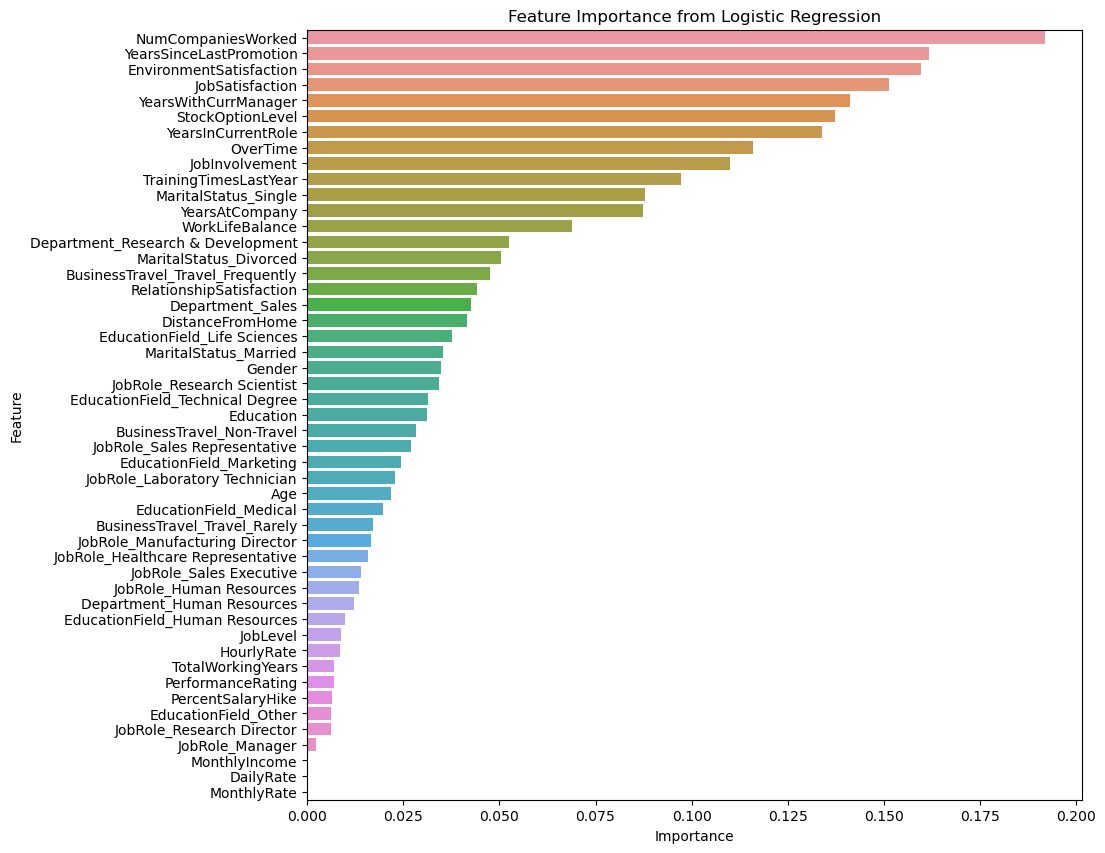 Feature Importance from Logistic Regression
NumCompaniesWorked
YearsSinceLastPromotion
EnvironmentSatisfaction
JobSatisfaction
YearsWithCurrManager
StockOptionLevel
YearsInCurrentRole
OverTime
JobInvolvement
TrainingTimesLastYear
MaritalStatus_Single
YearsAtCompany
WorkLifeBalance
Department_Research & Development
MaritalStatus_Divorced
BusinessTravel_Travel_Frequently
RelationshipSatisfaction
Department_Sales
DistanceFromHome
EducationField_Life Sciences
MaritalStatus_Married
Gender
JobRole_Research Scientist
EducationField_Technical Degree
Education
BusinessTravel_Non-Travel
JobRole_Sales Representative
EducationField_Marketing
JobRole_Laboratory Technician
Age
EducationField_Medical
BusinessTravel_Travel_Rarely
JobRole_Manufacturing Director
JobRole_Healthcare Representative
JobRole_Sales Executive
JobRole_Human Resources
Department_Human Resources
EducationField_Human Resources
JobLevel
HourlyRate
TotalWorkingYears
PerformanceRating
PercentSalaryHike
EducationField_Other
JobRole_Research Director
JobRole_Manager
MonthlyIncome
DailyRate
MonthlyRate
Feature
0.000 0.025 0.050 0.075 0.100 0.125 0.150 0.175 0.200
Importance